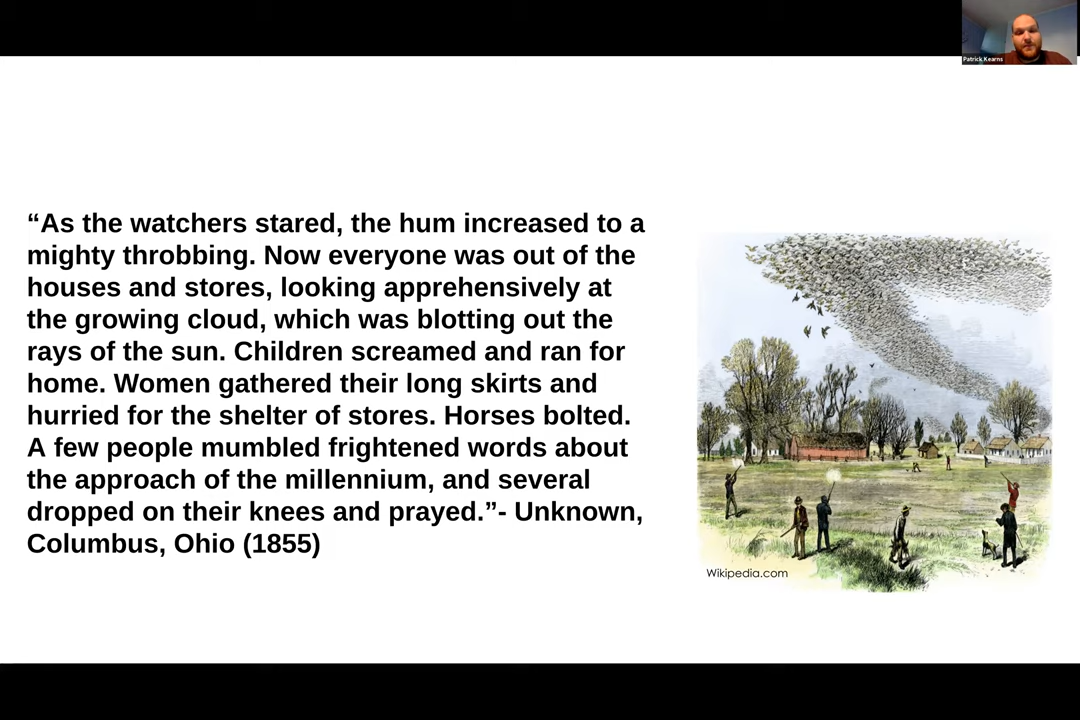 Patrick Kearns
“As the watchers stared, the hum increased to a
mighty throbbing. Now everyone was out of the
houses and stores, looking apprehensively at
the growing cloud, which was blotting out the
rays of the sun. Children screamed and ran for
home. Women gathered their long skirts and
hurried for the shelter of stores. Horses bolted.
A few people mumbled frightened words about
the approach of the millennium, and several
dropped on their knees and prayed.”- Unknown,
Columbus, Ohio (1855)
Wikipedia.com